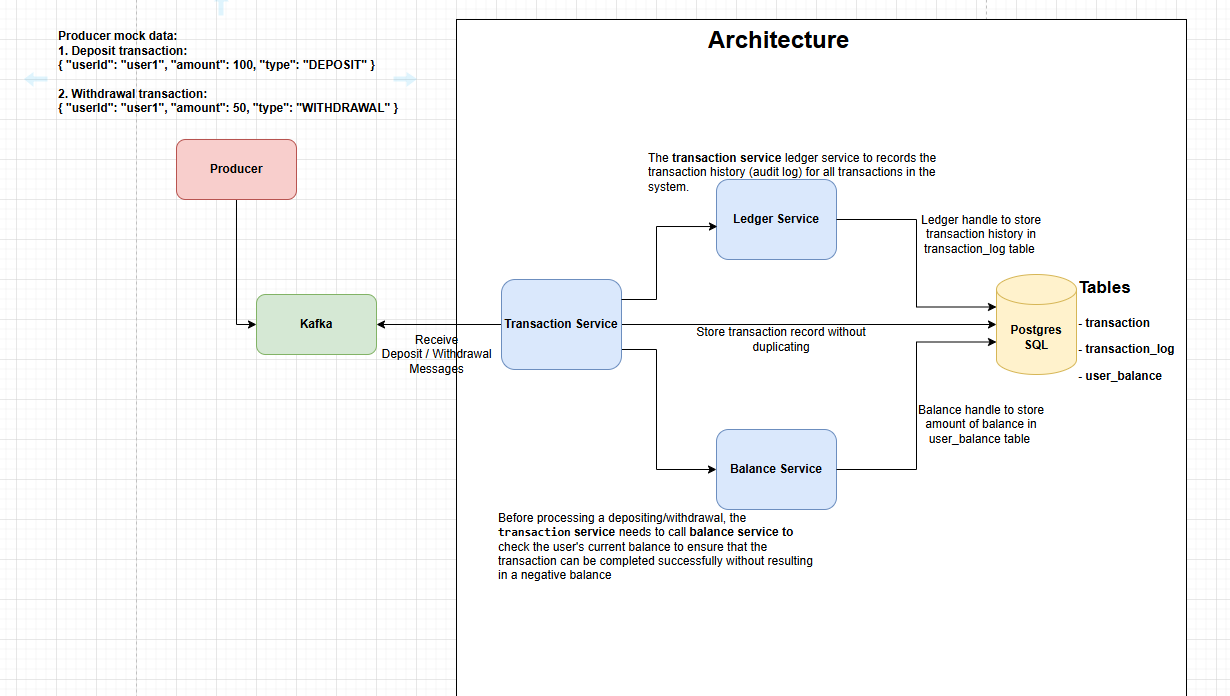 Producer mock data:
1. Deposit transaction:
{ "userId": "user1", "amount": 100, "type": "DEPOSIT" }
2. Withdrawal transaction:
{ "userId": "user1", "amount": 50, "type": "WITHDRAWAL" }
Architecture
Producer
The transaction service ledger service to records the
transaction history (audit log) for all transactions in the
system.
Ledger Service
Ledger handle to store
transaction history in
transaction_log table
Kafka
Receive
Deposit / Withdrawal
Messages
Transaction Service
Store transaction record without
duplicating
Postgres
SQL
Tables
- transaction
- transaction_log
- user_balance
Balance handle to store
amount of balance in
user_balance table
Balance Service
Before processing a depositing/withdrawal, the
transaction service needs to call balance service to
check the user's current balance to ensure that the
transaction can be completed successfully without resulting
in a negative balance